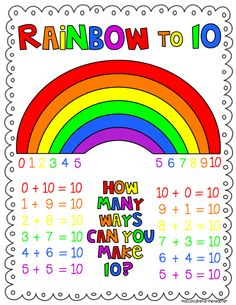 RAiNBOW TO 10
0 1 2 3 4 5 5 6 7 8 9 10
0 + 10 = 10
1 + 9 = 10
2 + 8 = 10
3 + 7 = 10
4 + 6 = 10
5 + 5 = 10
HOW
MANY
WAYS
CAN YOU
MAKE
10?
10 + 0 = 10
9 + 1 = 10
8 + 2 = 10
7 + 3 = 10
6 + 4 = 10
5 + 5 = 10